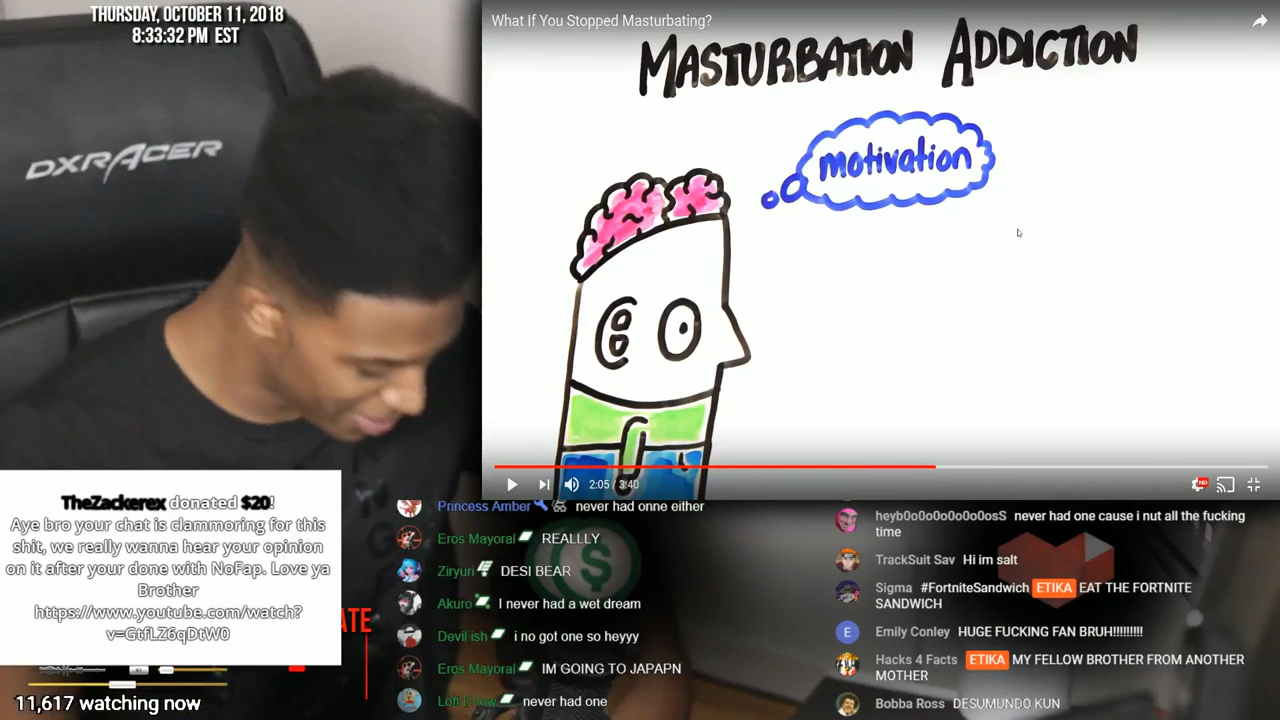 THURSDAY, OCTOBER 11, 2018
8:33:32 PM EST
DXRACER
What If You Stopped Masturbating?
MASTURBATION ADDICTION
motivation
2:05 / 3:40
HD
TheZackerex donated $20!
Aye bro your chat is clammoring for this
shit, we really wanna hear your opinion
on it after your done with NoFap. Love ya
Brother
https://www.youtube.com/watch?
v=GtfLZ6qDtW0
11,617 watching now
Princess Amber never had onne either
Eros Mayoral REALLLY
Ziryuri DESI BEAR
Akuro I never had a wet dream
Devil ish i no got one so heyyy
Eros Mayoral IM GOING TO JAPAPN
never had one
heyb0o0o0o0o0o0osS never had one cause i nut all the fucking
time
TrackSuit Sav Hi im salt
Sigma #FortniteSandwich ETIKA EAT THE FORTNITE
SANDWICH
E Emily Conley HUGE FUCKING FAN BRUH!!!!!!!!!
Hacks 4 Facts ETIKA MY FELLOW BROTHER FROM ANOTHER
MOTHER
Bobba Ross DESUMUNDO KUN